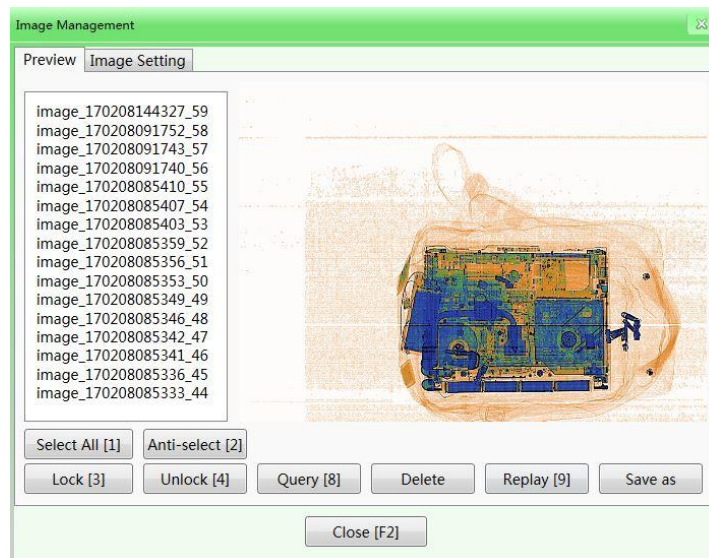 Image Management
Preview Image Setting
image_170208144327_59
image_170208091752_58
image_170208091743_57
image_170208091740_56
image_170208085410_55
image_170208085407_54
image_170208085403_53
image_170208085359_52
image_170208085356_51
image_170208085353_50
image_170208085349_49
image_170208085346_48
image_170208085342_47
image_170208085341_46
image_170208085336_45
image_170208085333_44
Select All [1] Anti-select [2]
Lock [3] Unlock [4] Query [8] Delete Replay [9] Save as
Close [F2]